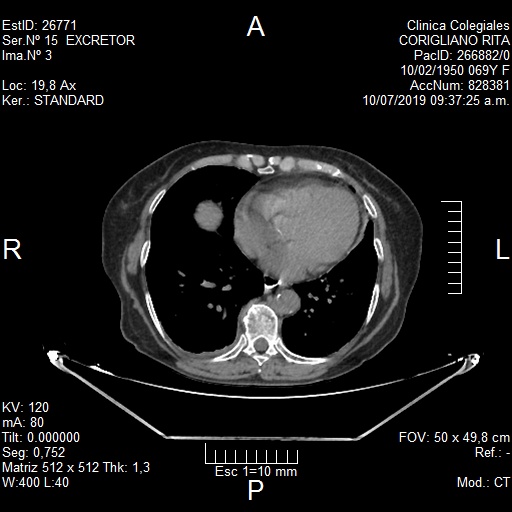 EstID: 26771
Ser.Nº 15 EXCRETOR
Ima.Nº 3
Loc: 19,8 Ax
Ker.: STANDARD
A
Clinica Colegiales
CORIGLIANO RITA
PacID: 266882/0
10/02/1950 069Y F
AccNum: 828381
10/07/2019 09:37:25 a.m.
R
L
KV: 120
mA: 80
Tilt: 0.000000
Seg: 0,752
Matriz 512 x 512 Thk: 1,3
W:400 L:40
Esc 1=10 mm
P
FOV: 50 x 49,8 cm
Ref.: -
Mod.: CT